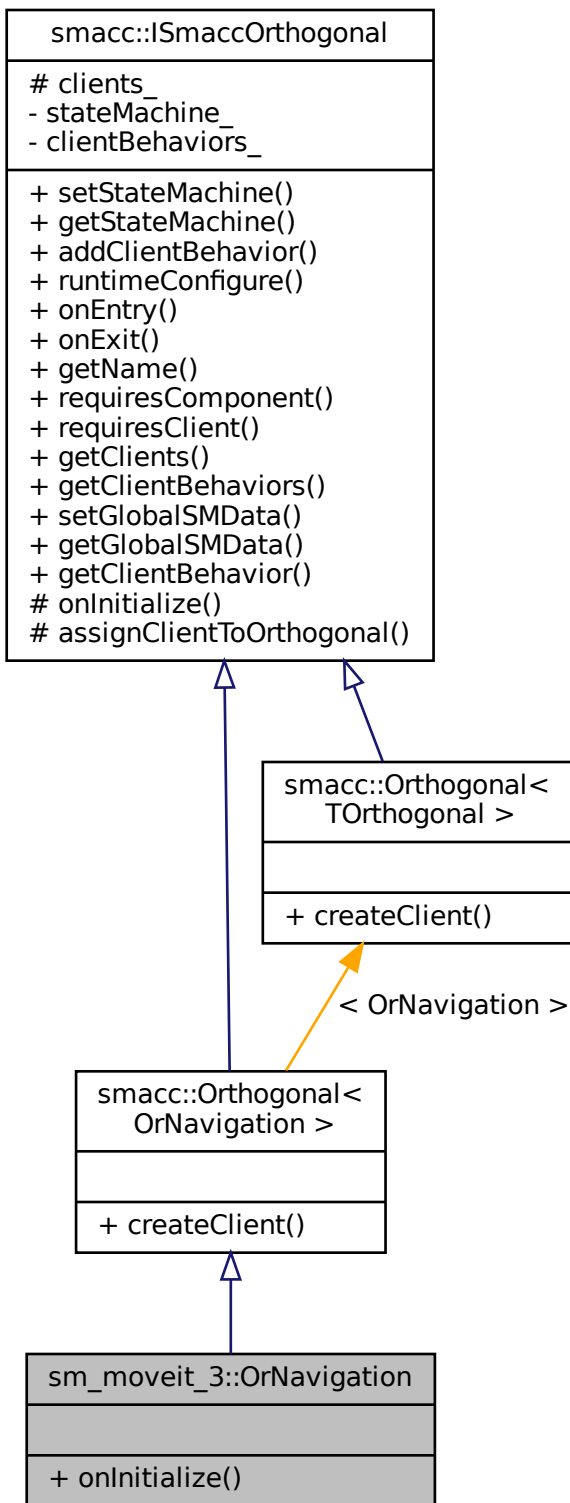 smacc::ISmaccOrthogonal
# clients_
- stateMachine_
- clientBehaviors_
+ setStateMachine()
+ getStateMachine()
+ addClientBehavior()
+ runtimeConfigure()
+ onEntry()
+ onExit()
+ getName()
+ requiresComponent()
+ requiresClient()
+ getClients()
+ getClientBehaviors()
+ setGlobalSMData()
+ getGlobalSMData()
+ getClientBehavior()
# onInitialize()
# assignClientToOrthogonal()
smacc::Orthogonal<
TOrthogonal >
+ createClient()
< OrNavigation >
smacc::Orthogonal<
OrNavigation >
+ createClient()
sm_moveit_3::OrNavigation
+ onInitialize()